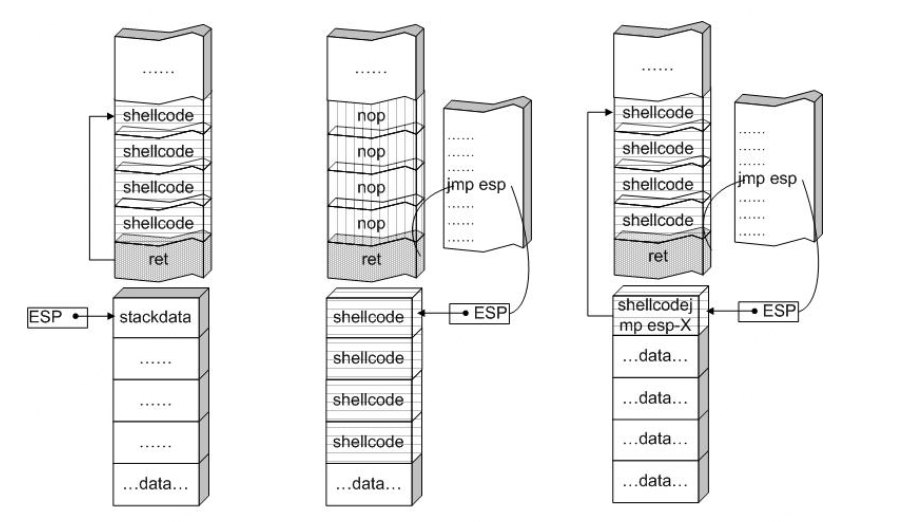 ……
shellcode
shellcode
shellcode
shellcode
ret
ESP
stackdata
……
……
……
…data…
……
nop
nop
nop
nop
ret
……
……
……
jmp esp
……
……
……
ESP
shellcode
shellcode
shellcode
shellcode
…data…
……
shellcode
shellcode
shellcode
shellcode
ret
……
……
……
jmp esp
……
……
……
ESP
shellcodej
mp esp-X
…data…
…data…
…data…
…data…